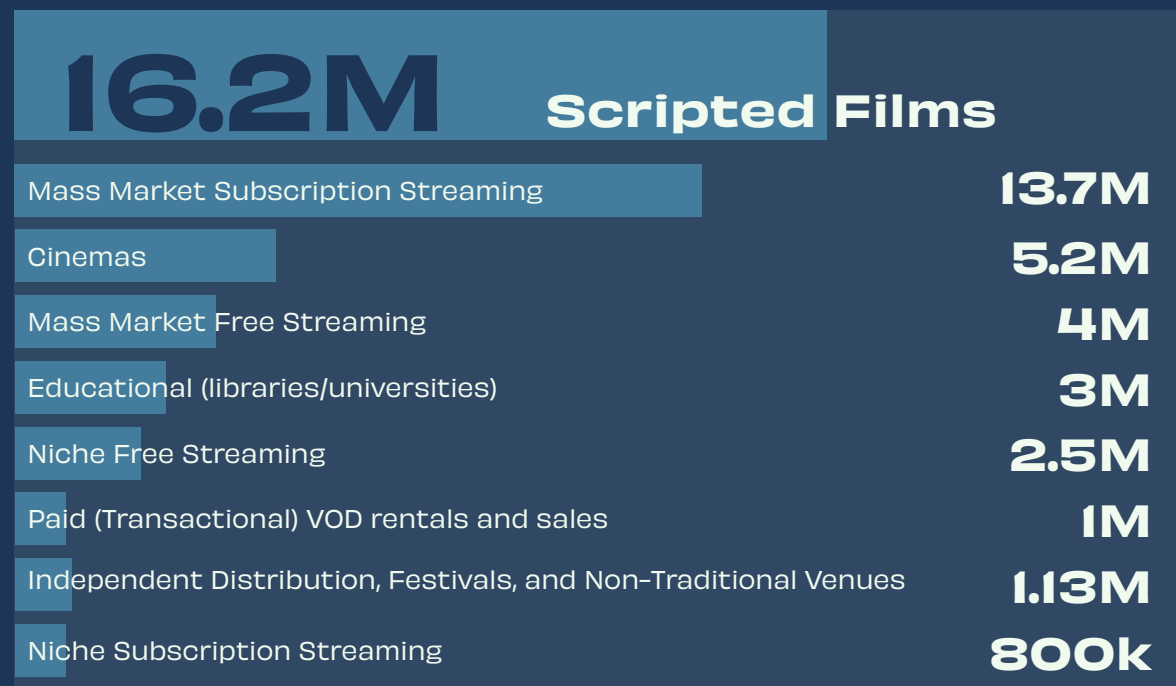 16.2M Scripted Films
Mass Market Subscription Streaming 13.7M
Cinemas 5.2M
Mass Market Free Streaming 4M
Educational (libraries/universities) 3M
Niche Free Streaming 2.5M
Paid (Transactional) VOD rentals and sales 1M
Independent Distribution, Festivals, and Non-Traditional Venues 1.13M
Niche Subscription Streaming 800k